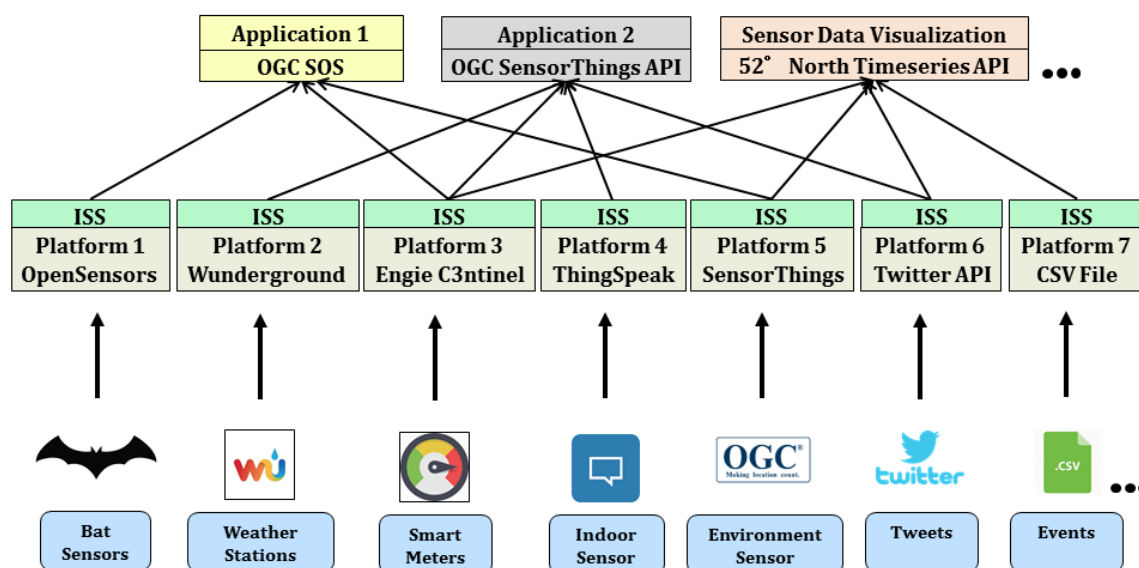 Application 1
OGC SOS
Application 2
OGC SensorThings API
Sensor Data Visualization
52° North Timeseries API
...
ISS
Platform 1
OpenSensors
ISS
Platform 2
Wunderground
ISS
Platform 3
Engie C3ntinel
ISS
Platform 4
ThingSpeak
ISS
Platform 5
SensorThings
ISS
Platform 6
Twitter API
ISS
Platform 7
CSV File
wu
OGC®
Making location count.
twitter
.CSV
...
Bat
Sensors
Weather
Stations
Smart
Meters
Indoor
Sensor
Environment
Sensor
Tweets
Events